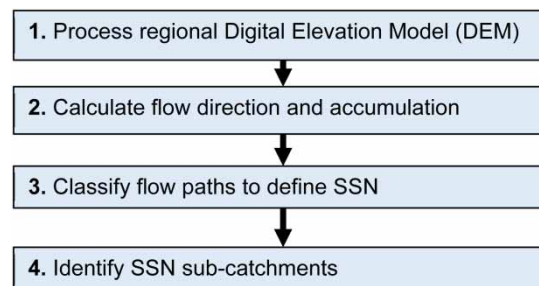 1. Process regional Digital Elevation Model (DEM)
2. Calculate flow direction and accumulation
3. Classify flow paths to define SSN
4. Identify SSN sub-catchments